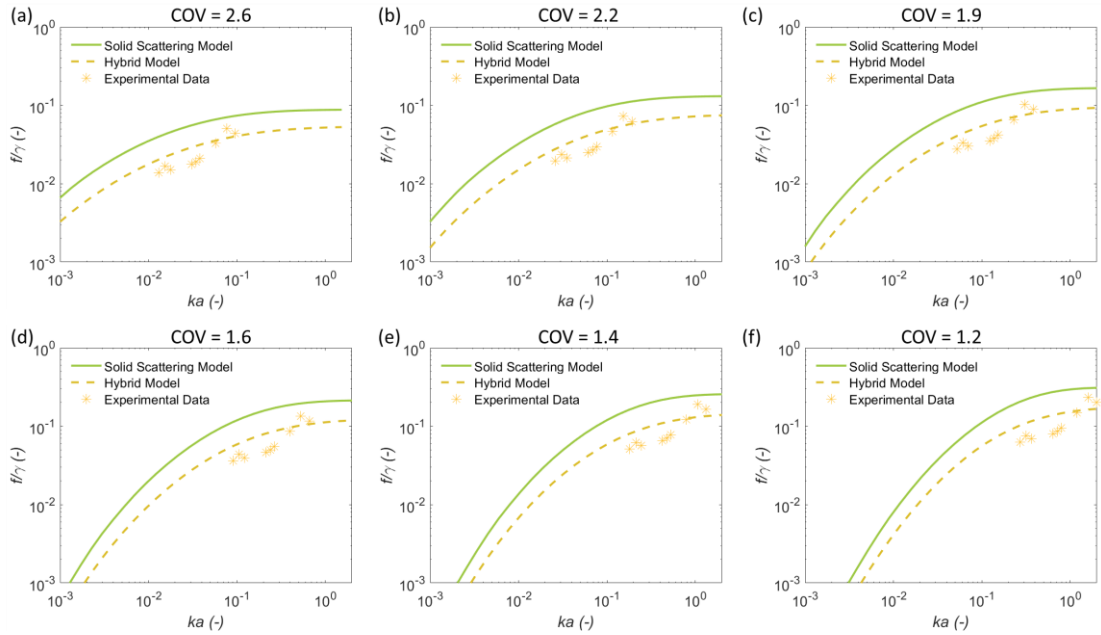 (a) COV = 2.6
Solid Scattering Model
Hybrid Model
Experimental Data
f/γ (-)
10^0
10^-1
10^-2
10^-3
10^-3 10^-2 10^-1 10^0
ka (-)
(b) COV = 2.2
Solid Scattering Model
Hybrid Model
Experimental Data
f/γ (-)
10^0
10^-1
10^-2
10^-3
10^-3 10^-2 10^-1 10^0
ka (-)
(c) COV = 1.9
Solid Scattering Model
Hybrid Model
Experimental Data
f/γ (-)
10^0
10^-1
10^-2
10^-3
10^-3 10^-2 10^-1 10^0
ka (-)
(d) COV = 1.6
Solid Scattering Model
Hybrid Model
Experimental Data
f/γ (-)
10^0
10^-1
10^-2
10^-3
10^-3 10^-2 10^-1 10^0
ka (-)
(e) COV = 1.4
Solid Scattering Model
Hybrid Model
Experimental Data
f/γ (-)
10^0
10^-1
10^-2
10^-3
10^-3 10^-2 10^-1 10^0
ka (-)
(f) COV = 1.2
Solid Scattering Model
Hybrid Model
Experimental Data
f/γ (-)
10^0
10^-1
10^-2
10^-3
10^-3 10^-2 10^-1 10^0
ka (-)